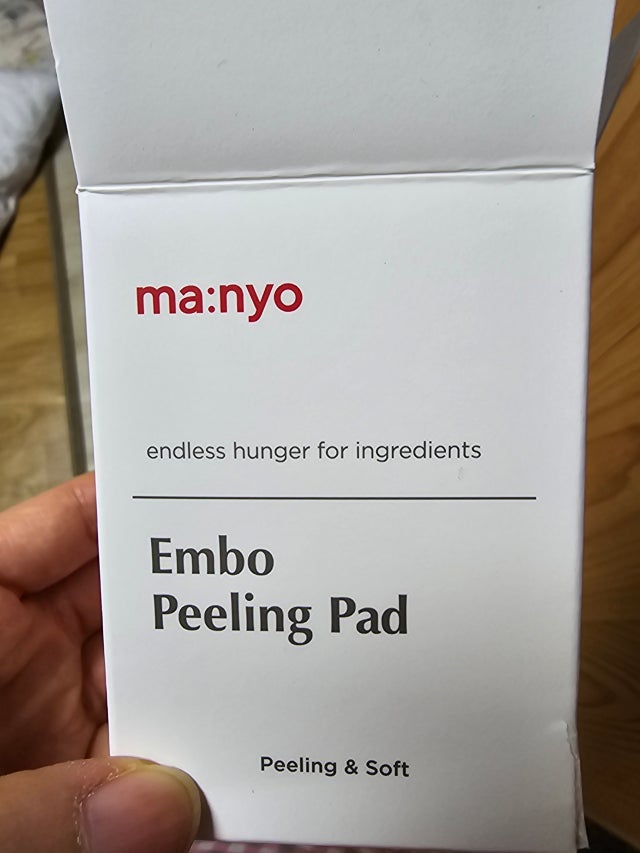 ma:nyo
endless hunger for ingredients
Embo
Peeling Pad
Peeling & Soft